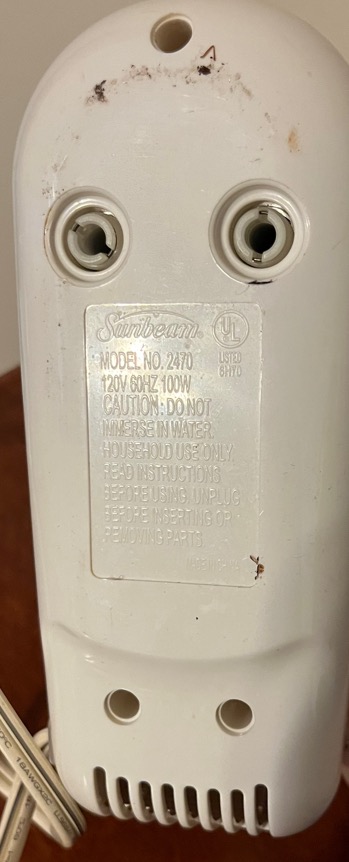 Sunbeam®
UL
LISTED
MODEL NO. 2470
120V 60HZ 100W
CAUTION: DO NOT
IMMERSE IN WATER.
HOUSEHOLD USE ONLY.
READ INSTRUCTIONS
BEFORE USING. UNPLUG
BEFORE INSERTING OR
REMOVING PARTS